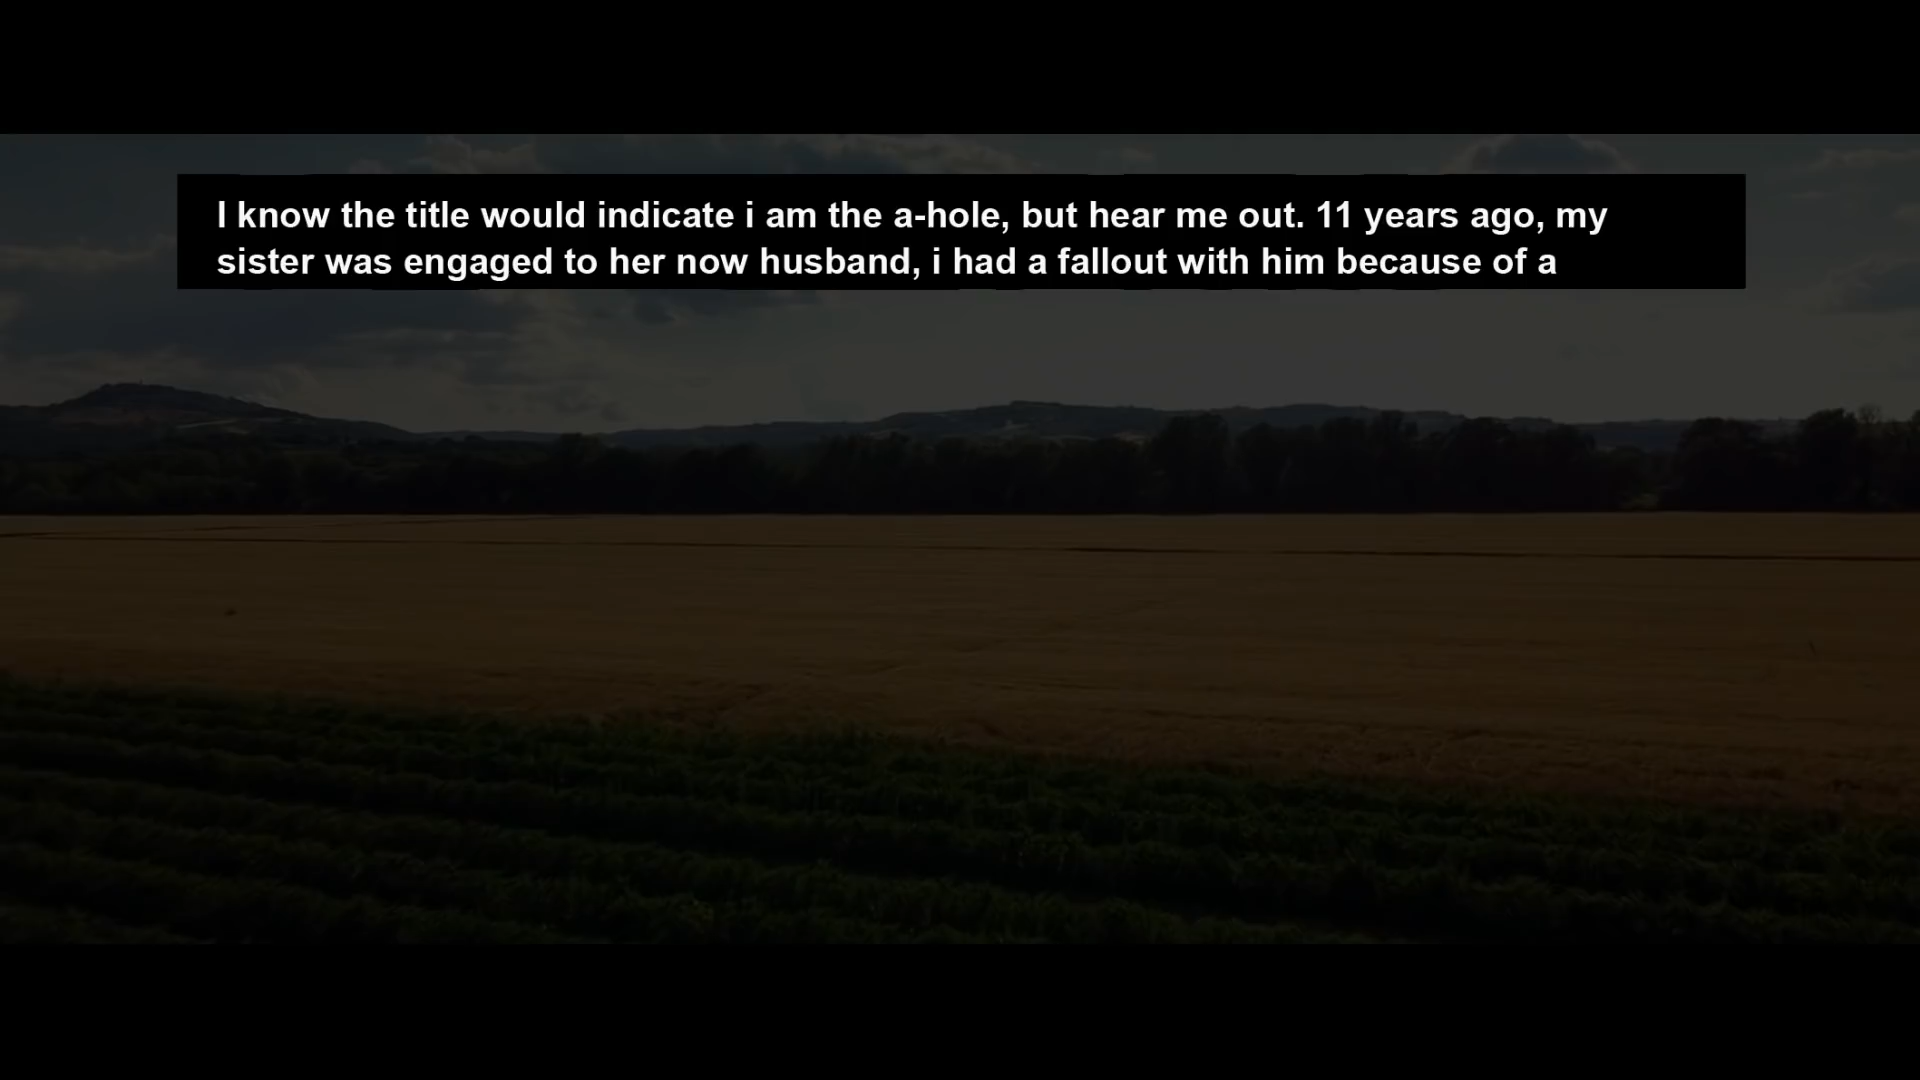 I know the title would indicate i am the a-hole, but hear me out. 11 years ago, my
sister was engaged to her now husband, i had a fallout with him because of a